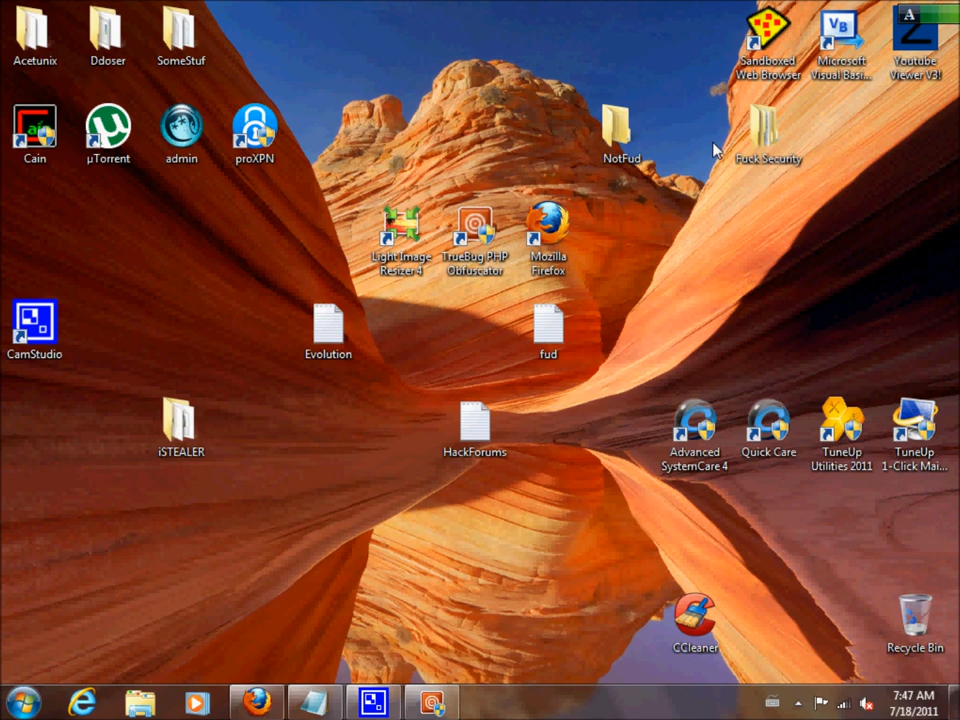 Acetunix
Ddoser
SomeStuf
Sandboxed
Web Browser
Microsoft
Visual Basi...
Youtube
Viewer V3!
A
VB
Cain
µTorrent
admin
proXPN
NotFud
Fuck Security
Light Image
Resizer 4
TrueBug PHP
Obfuscator
Mozilla
Firefox
CamStudio
Evolution
fud
iSTEALER
HackForums
Advanced
SystemCare 4
Quick Care
TuneUp
Utilities 2011
TuneUp
1-Click Mai...
CCleaner
Recycle Bin
7:47 AM
7/18/2011